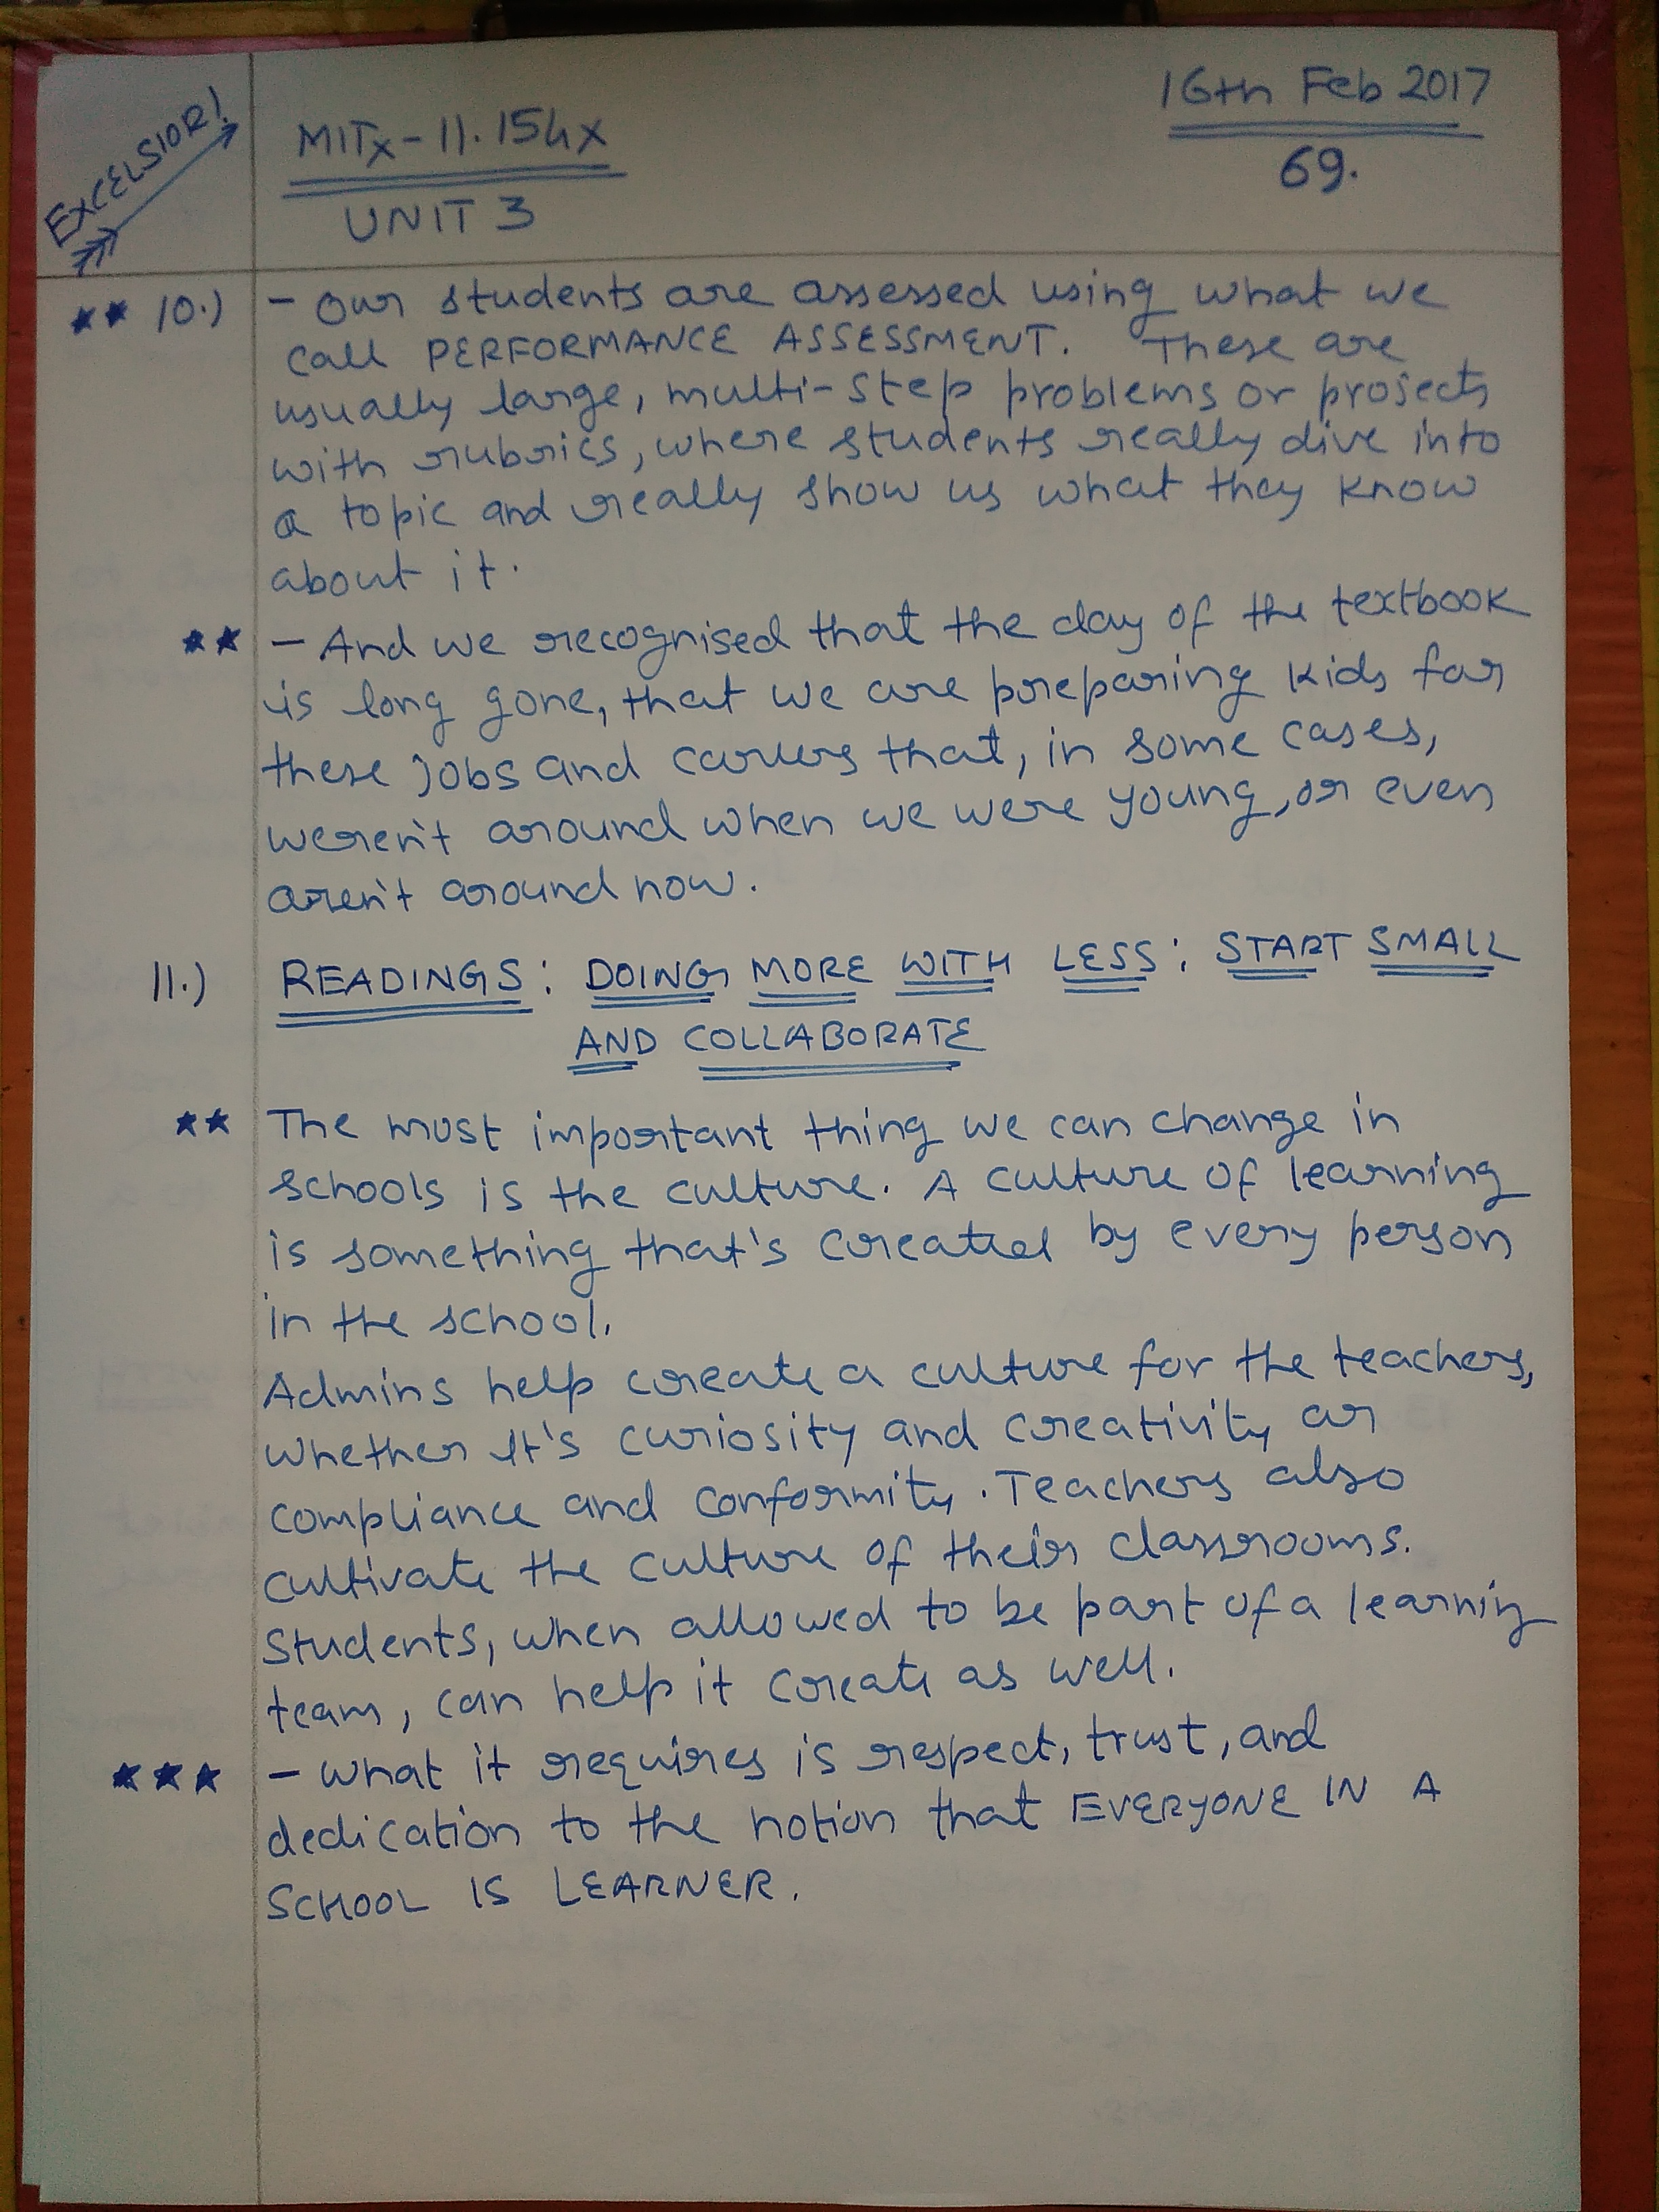 EXCELSIOR!
MITx-11.154x
UNIT 3
16th Feb 2017
69.
★★ 10.) - Our students are assessed using what we
call PERFORMANCE ASSESSMENT. These are
usually large, multi-step problems or projects
with rubrics, where students really dive into
a topic and really show us what they know
about it.
★★ - And we recognised that the day of the textbook
is long gone, that we are preparing kids for
these jobs and careers that, in some cases,
weren't around when we were young, or even
aren't around now.
11.) READINGS: DOING MORE WITH LESS: START SMALL
AND COLLABORATE
★★ The most important thing we can change in
schools is the culture. A culture of learning
is something that's created by every person
in the school.
Admins help create a culture for the teachers,
whether it's curiosity and creativity or
compliance and conformity. Teachers also
cultivate the culture of their classrooms.
Students, when allowed to be part of a learning
team, can help it create as well.
★★★ - What it requires is respect, trust, and
dedication to the notion that EVERYONE IN A
SCHOOL IS LEARNER.